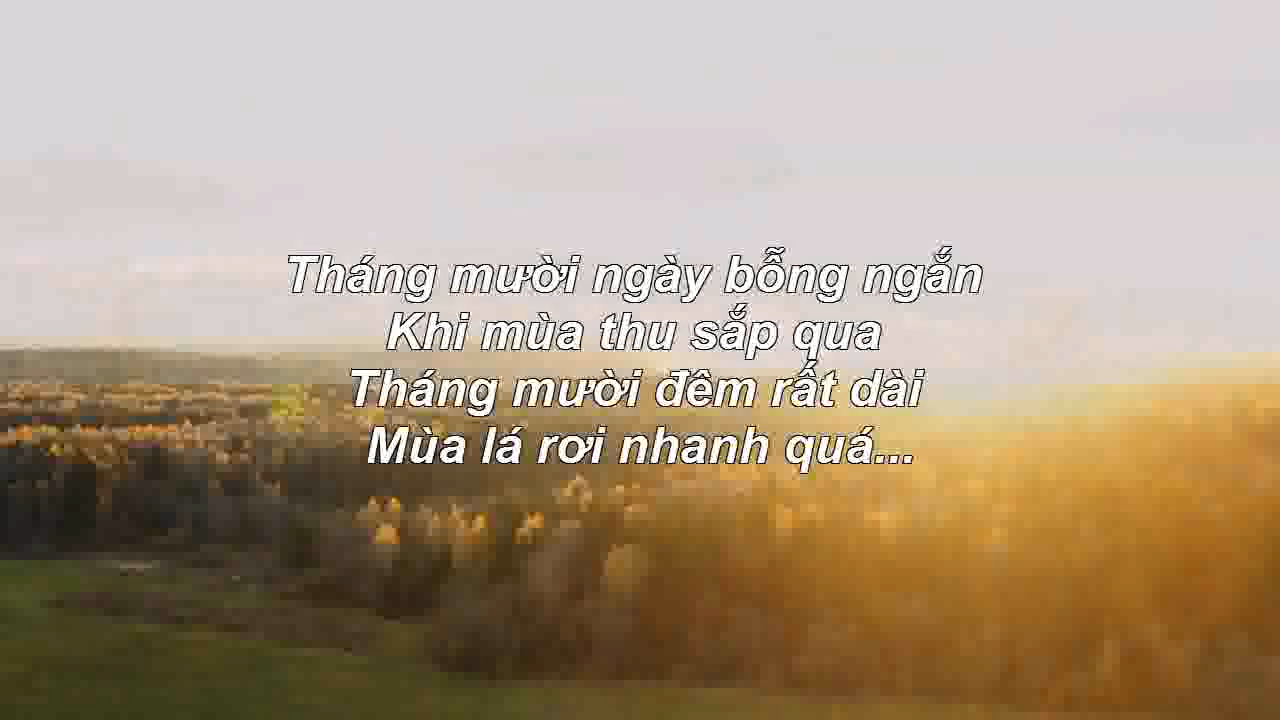 Tháng mười ngày bỗng ngắn
Khi mùa thu sắp qua
Tháng mười đêm rất dài
Mùa lá rơi nhanh quá...